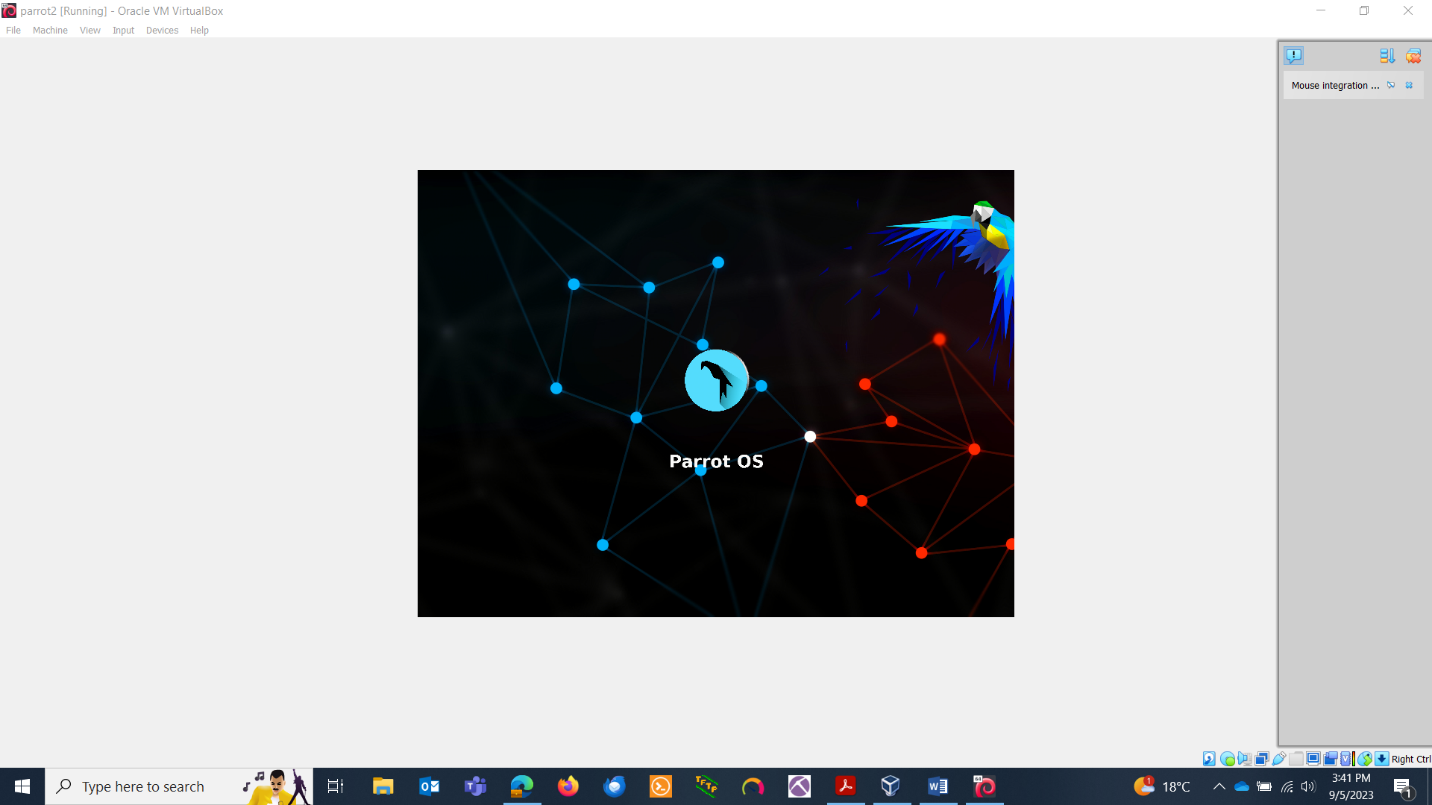 parrot2 [Running] - Oracle VM VirtualBox
File Machine View Input Devices Help
Mouse integration ...
Parrot OS
Right Ctrl
Type here to search
18°C
3:41 PM
9/5/2023